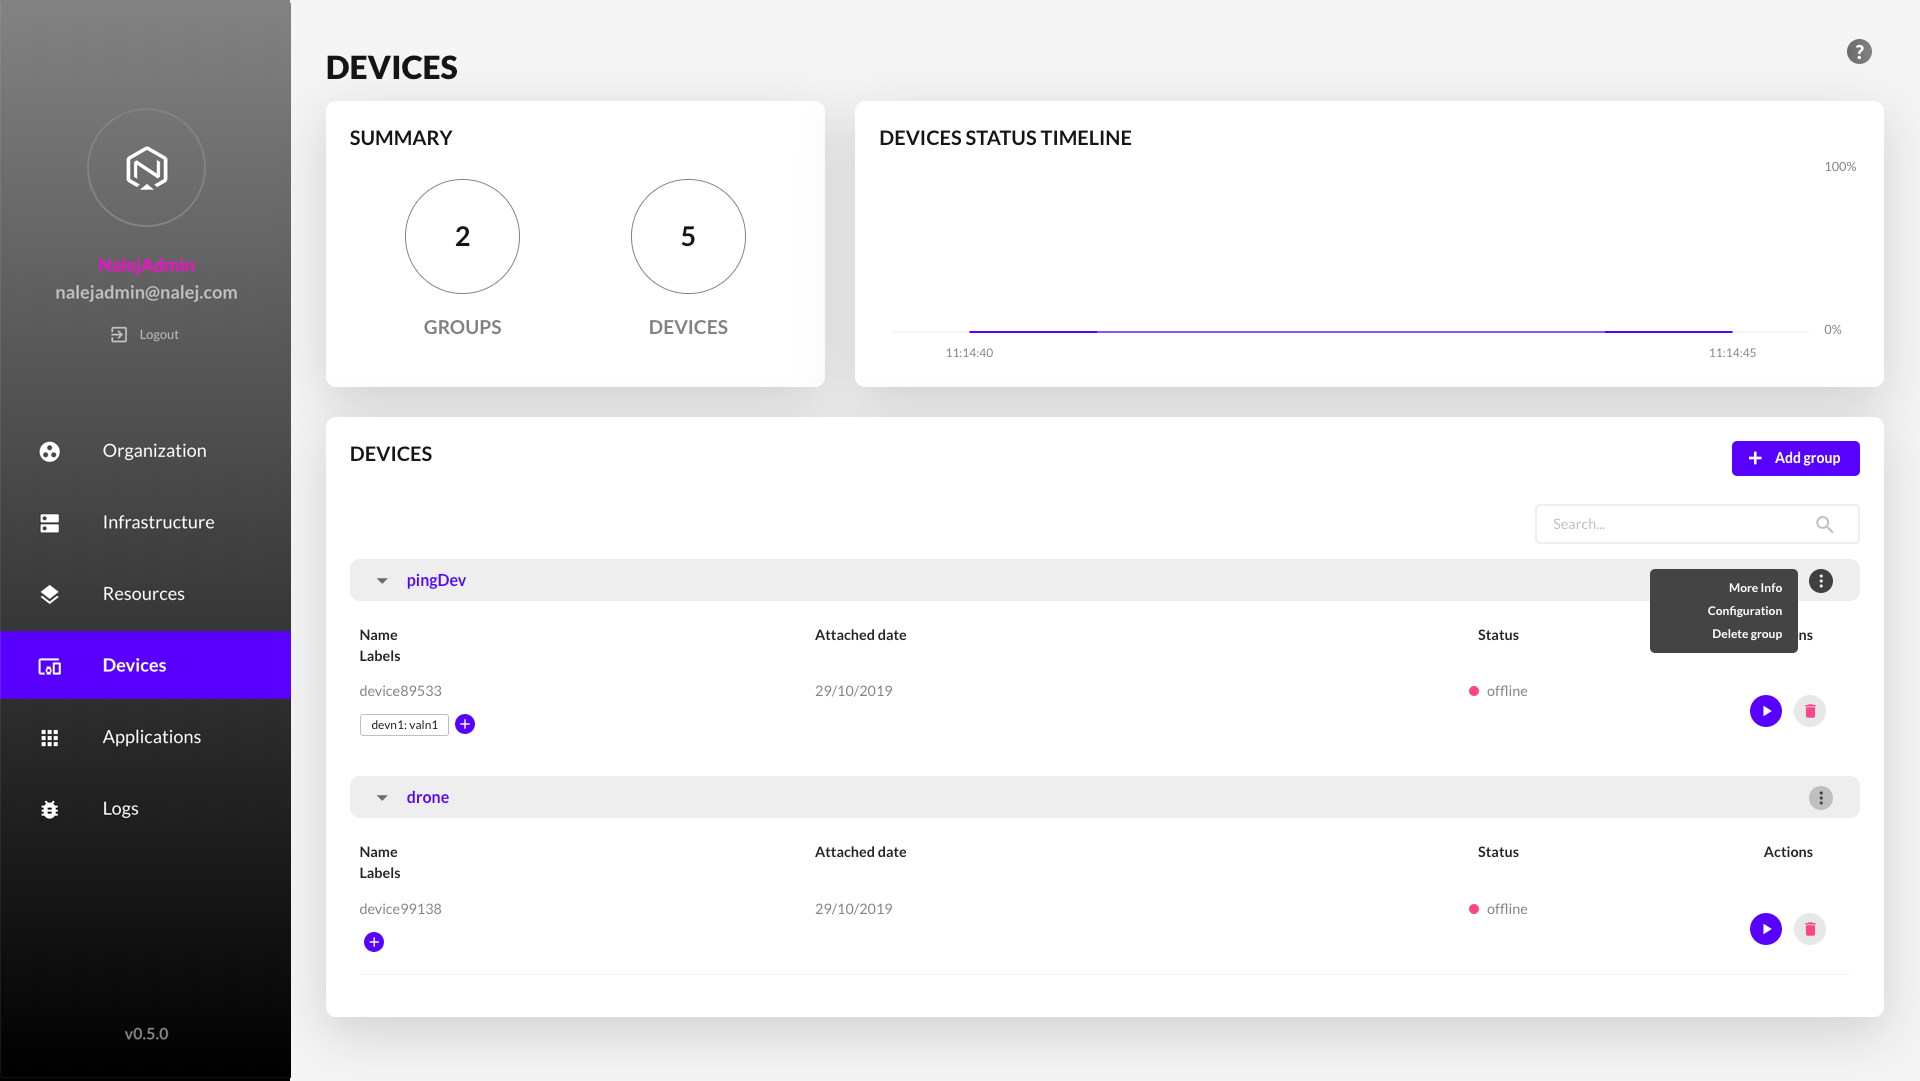 NalejAdmin
nalejadmin@nalej.com
Logout
Organization
Infrastructure
Resources
Devices
Applications
Logs
v0.5.0
DEVICES
?
SUMMARY
2
5
GROUPS
DEVICES
DEVICES STATUS TIMELINE
100%
0%
11:14:40
11:14:45
DEVICES
Add group
Search...
pingDev
More Info
Configuration
Delete group
Name
Labels
Attached date
Status
ns
device89533
29/10/2019
offline
devn1: valn1
drone
Name
Labels
Attached date
Status
Actions
device99138
29/10/2019
offline